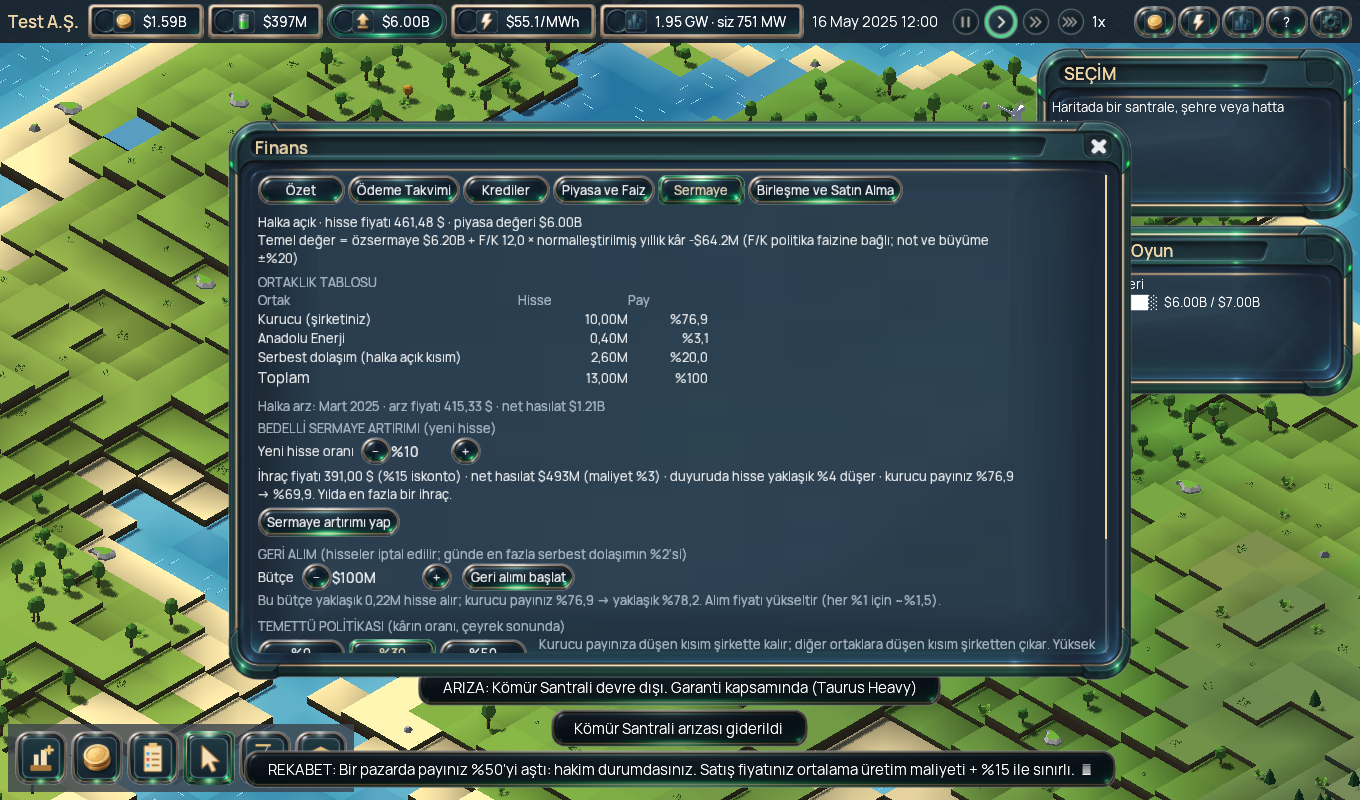 Test A.Ş.
$1.59B
$397M
$6.00B
$55.1/MWh
1.95 GW · siz 751 MW
16 May 2025 12:00
1x
?
SEÇİM
Haritada bir santrale, şehre veya hatta
Finans
Özet
Ödeme Takvimi
Krediler
Piyasa ve Faiz
Sermaye
Birleşme ve Satın Alma
Halka açık · hisse fiyatı 461,48 $ · piyasa değeri $6.00B
Temel değer = özsermaye $6.20B + F/K 12,0 × normalleştirilmiş yıllık kâr -$64.2M (F/K politika faizine bağlı; not ve büyüme
±%20)
Oyun
eri
$6.00B / $7.00B
ORTAKLIK TABLOSU
Ortak Hisse Pay
Kurucu (şirketiniz) 10,00M %76,9
Anadolu Enerji 0,40M %3,1
Serbest dolaşım (halka açık kısım) 2,60M %20,0
Toplam 13,00M %100
Halka arz: Mart 2025 · arz fiyatı 415,33 $ · net hasılat $1.21B
BEDELLİ SERMAYE ARTIRIMI (yeni hisse)
Yeni hisse oranı − %10 +
İhraç fiyatı 391,00 $ (%15 iskonto) · net hasılat $493M (maliyet %3) · duyuruda hisse yaklaşık %4 düşer · kurucu payınız %76,9
→ %69,9. Yılda en fazla bir ihraç.
Sermaye artırımı yap
GERİ ALIM (hisseler iptal edilir; günde en fazla serbest dolaşımın %2'si)
Bütçe − $100M + Geri alımı başlat
Bu bütçe yaklaşık 0,22M hisse alır; kurucu payınız %76,9 → yaklaşık %78,2. Alım fiyatı yükseltir (her %1 için ~%1,5).
TEMETTÜ POLİTİKASI (kârın oranı, çeyrek sonunda)
%0 %30 %50 Kurucu payınıza düşen kısım şirkette kalır; diğer ortaklara düşen kısım şirketten çıkar. Yüksek
ARIZA: Kömür Santrali devre dışı. Garanti kapsamında (Taurus Heavy)
Kömür Santrali arızası giderildi
REKABET: Bir pazarda payınız %50'yi aştı: hakim durumdasınız. Satış fiyatınız ortalama üretim maliyeti + %15 ile sınırlı.